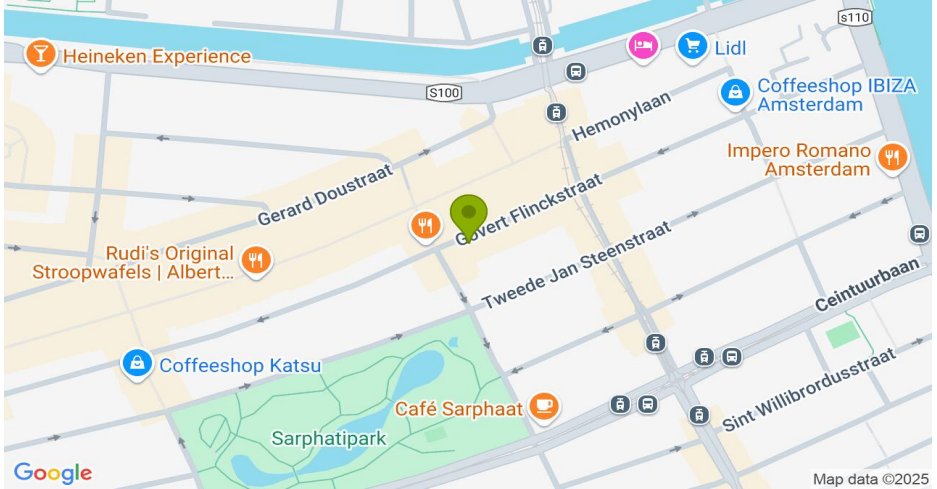 s110
Heineken Experience
Lidl
S100
Coffeeshop IBIZA
Amsterdam
Hemonylaan
Impero Romano
Amsterdam
Gerard Doustraat
Govert Flinckstraat
Rudi's Original
Stroopwafels | Albert...
Tweede Jan Steenstraat
Ceintuurbaan
Coffeeshop Katsu
Café Sarphaat
Sint Willibrordusstraat
Sarphatipark
Google
Map data ©2025